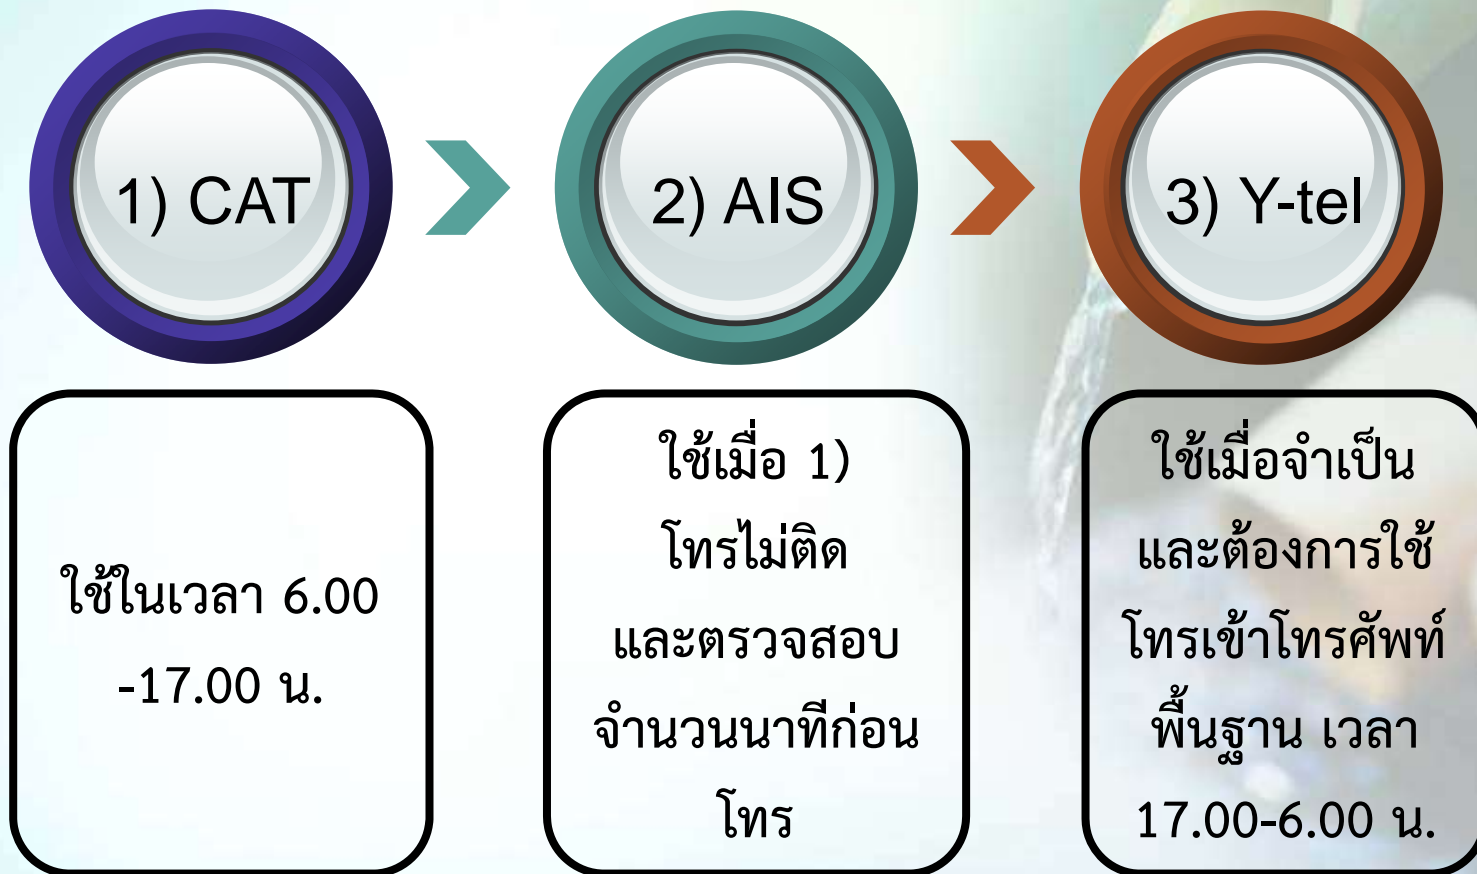 1) CAT
2) AIS
3) Y-tel
ใช้ในเวลา 6.00
-17.00 น.
ใช้เมื่อ 1)
โทรไม่ติด
และตรวจสอบ
จำนวนนาทีก่อน
โทร
ใช้เมื่อจำเป็น
และต้องการใช้
โทรเข้าโทรศัพท์
พื้นฐาน เวลา
17.00-6.00 น.